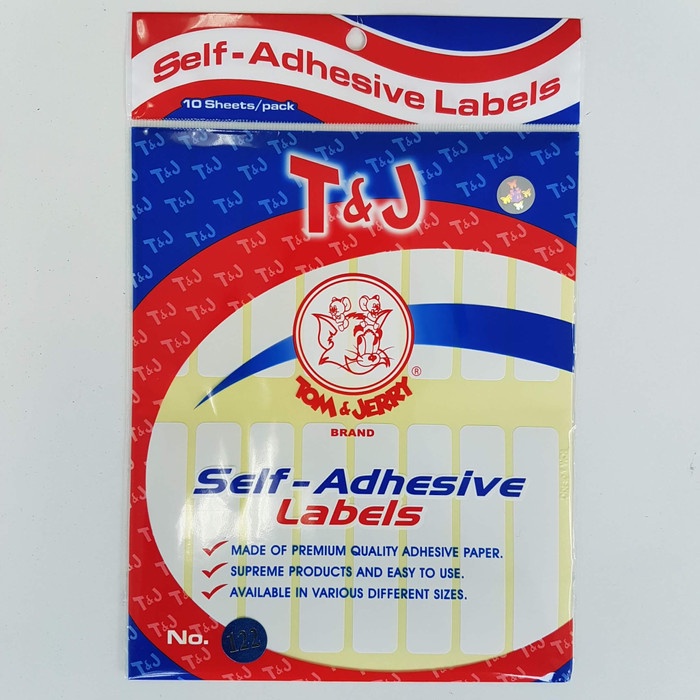 Self-Adhesive Labels
10 Sheets/pack
T&J
TOM & JERRY
®
BRAND
Self-Adhesive
Labels
MADE OF PREMIUM QUALITY ADHESIVE PAPER.
SUPREME PRODUCTS AND EASY TO USE.
AVAILABLE IN VARIOUS DIFFERENT SIZES.
No. 122